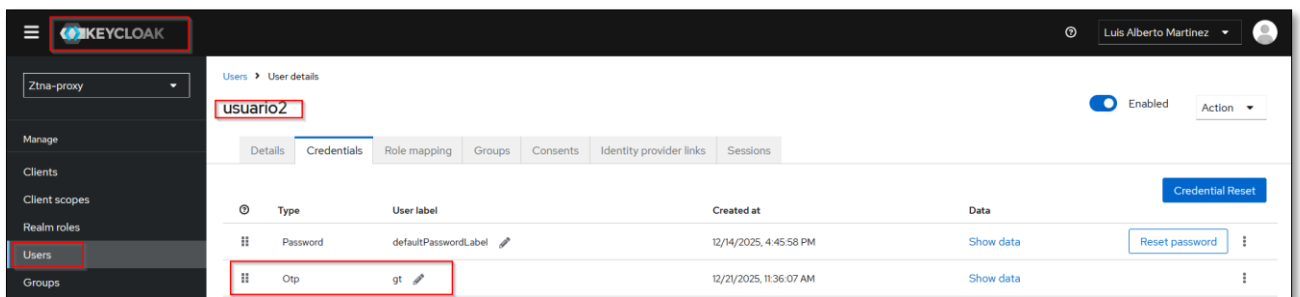 KEYCLOAK
Luis Alberto Martinez
Ztna-proxy
Users > User details
usuario2
Enabled
Action
Manage
Details Credentials Role mapping Groups Consents Identity provider links Sessions
Clients
Credential Reset
Client scopes
Type User label Created at Data
Realm roles
Password defaultPasswordLabel 12/14/2025, 4:45:58 PM Show data Reset password
Users
Otp gt 12/21/2025, 11:36:07 AM Show data
Groups